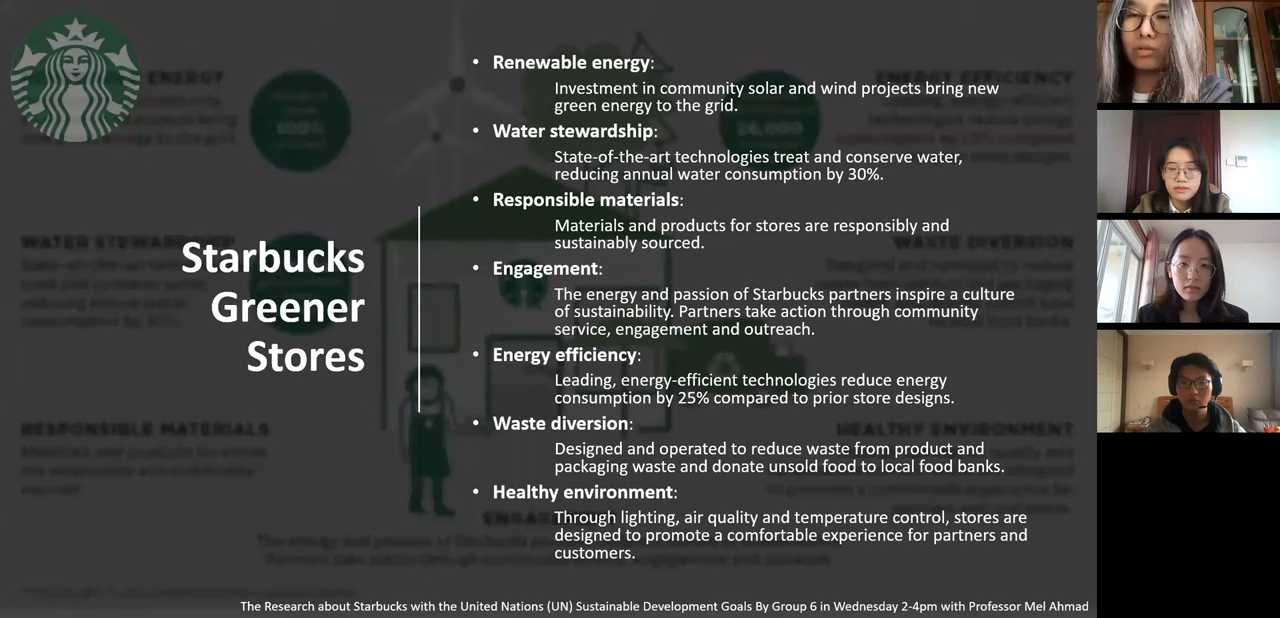 Starbucks
Greener
Stores
• Renewable energy:
Investment in community solar and wind projects bring new
green energy to the grid.
• Water stewardship:
State-of-the-art technologies treat and conserve water,
reducing annual water consumption by 30%.
• Responsible materials:
Materials and products for stores are responsibly and
sustainably sourced.
• Engagement:
The energy and passion of Starbucks partners inspire a culture
of sustainability. Partners take action through community
service, engagement and outreach.
• Energy efficiency:
Leading, energy-efficient technologies reduce energy
consumption by 25% compared to prior store designs.
• Waste diversion:
Designed and operated to reduce waste from product and
packaging waste and donate unsold food to local food banks.
• Healthy environment:
Through lighting, air quality and temperature control, stores are
designed to promote a comfortable experience for partners and
customers.
The Research about Starbucks with the United Nations (UN) Sustainable Development Goals By Group 6 in Wednesday 2-4pm with Professor Mel Ahmad